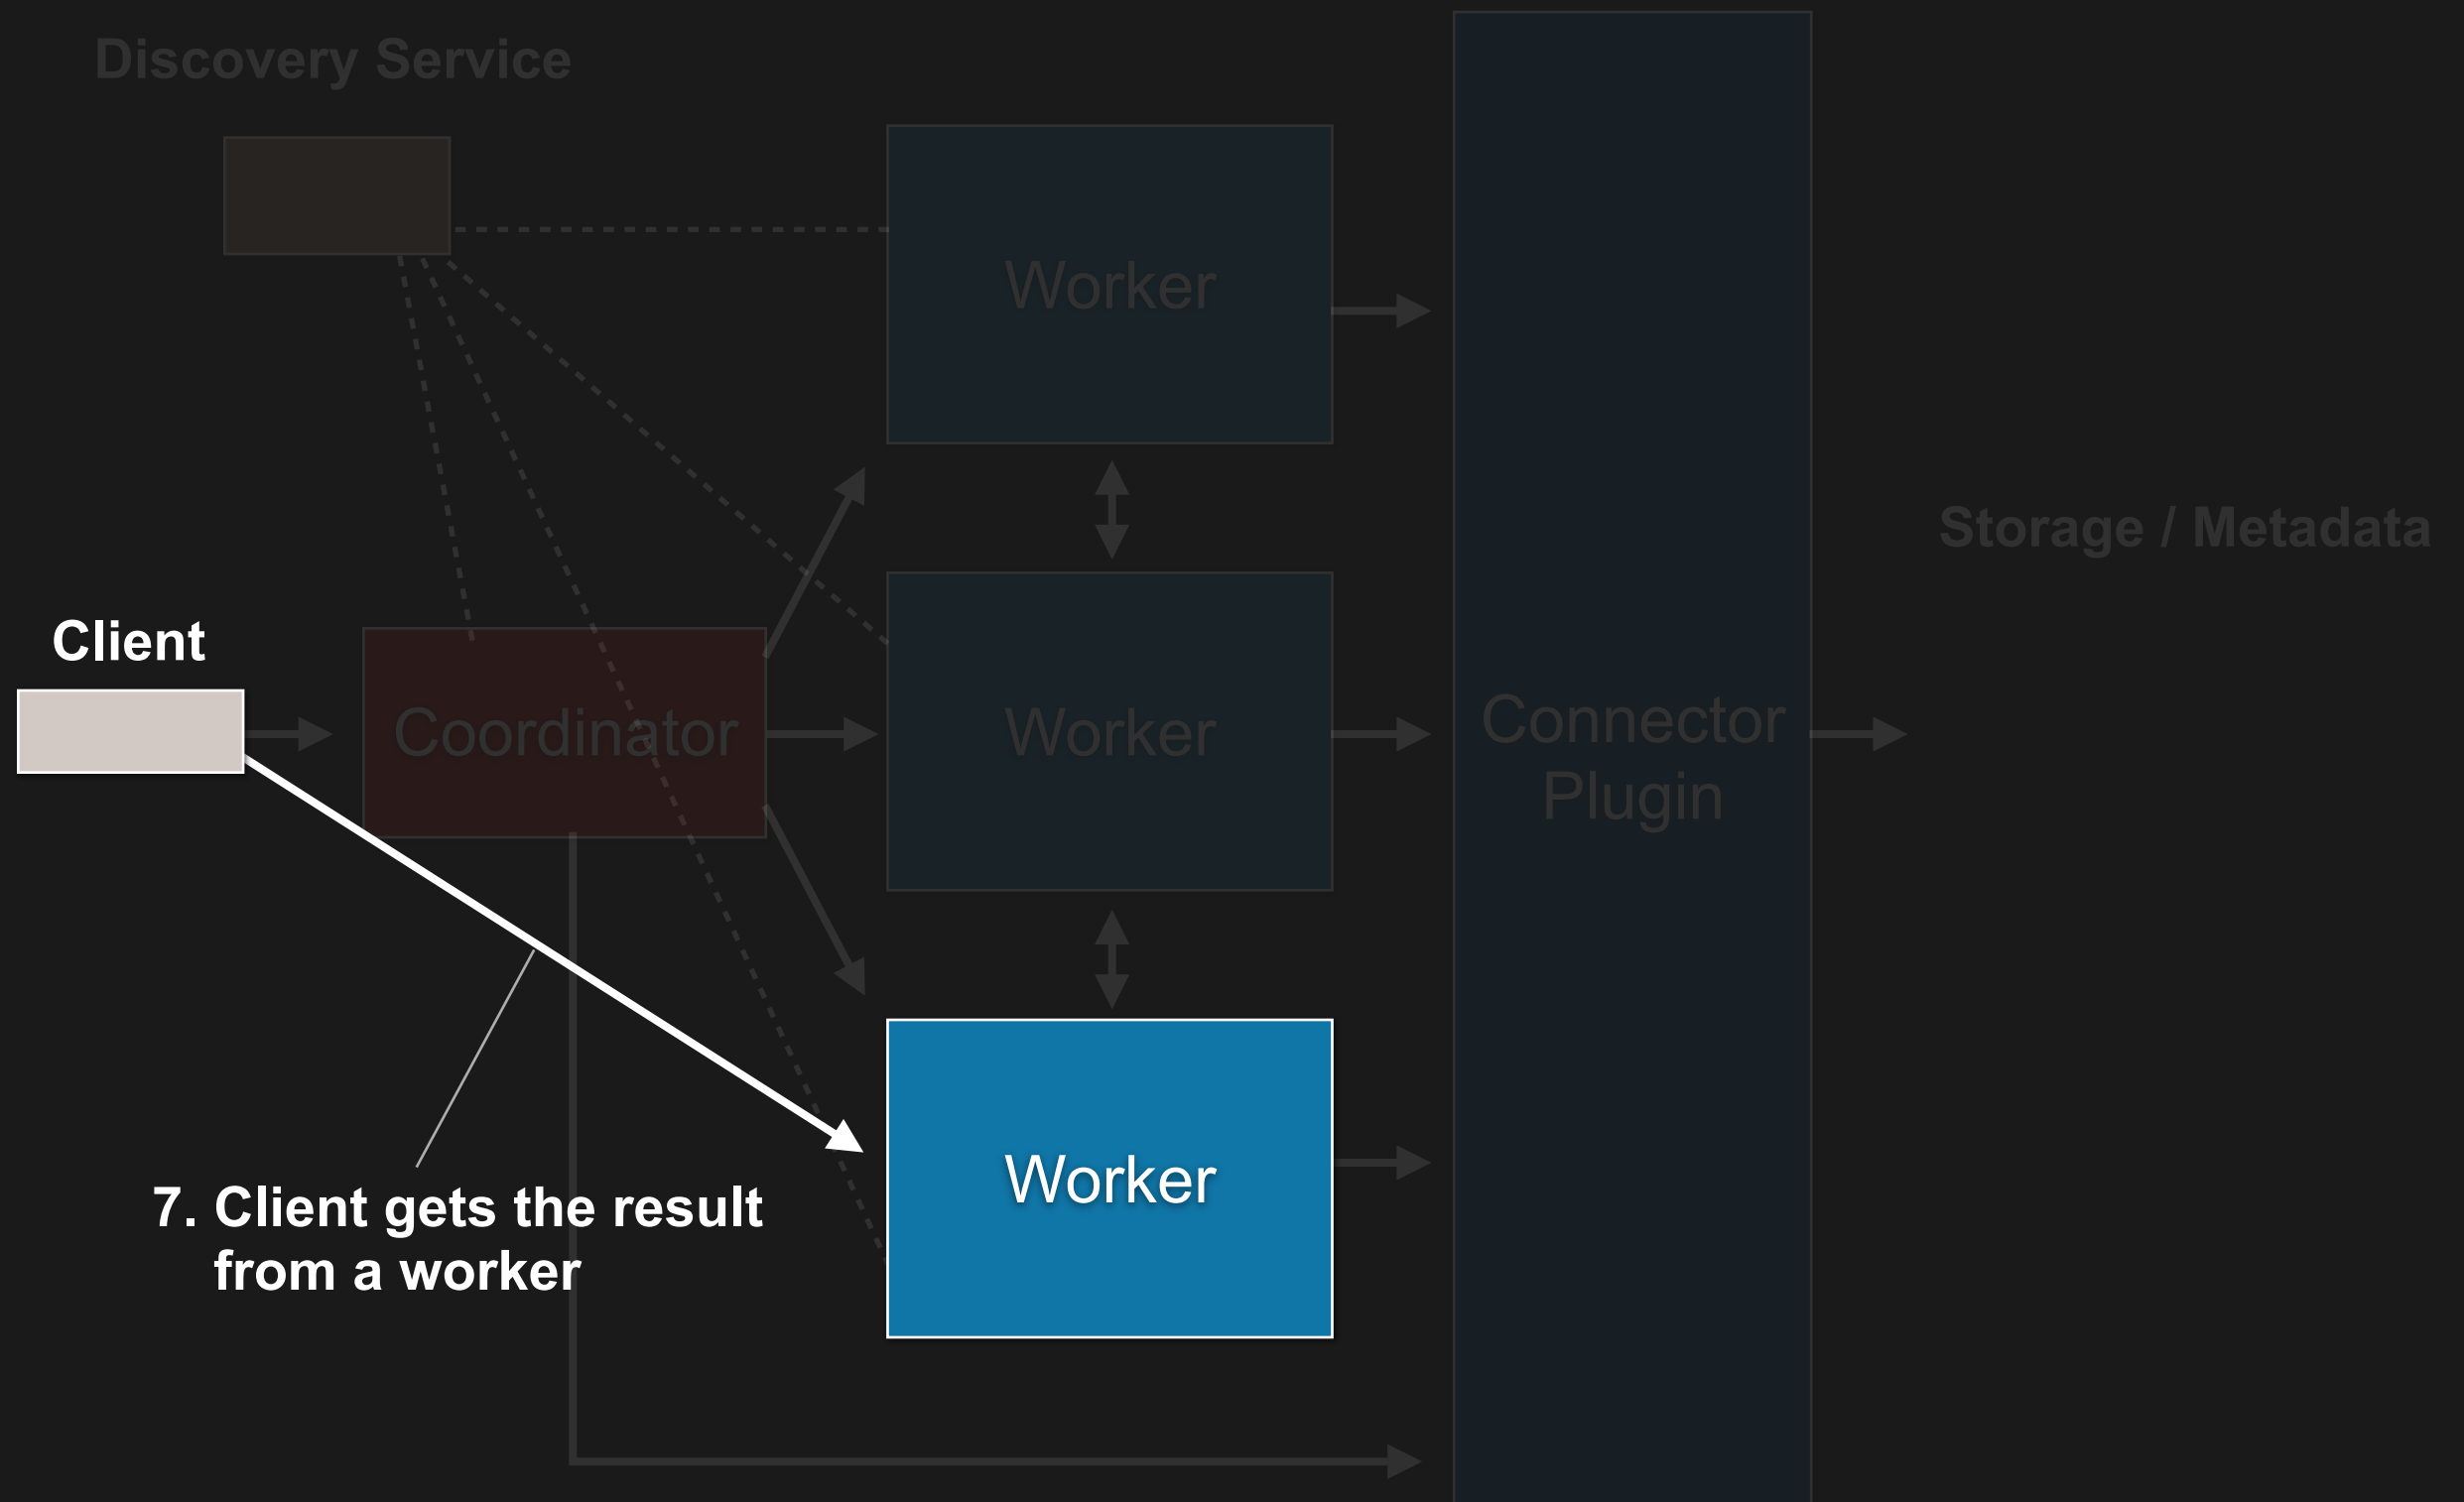 Discovery Service
Worker
Storage / Metadata
Client
Coordinator
Worker
Connector
Plugin
7. Client gets the result
from a worker
Worker